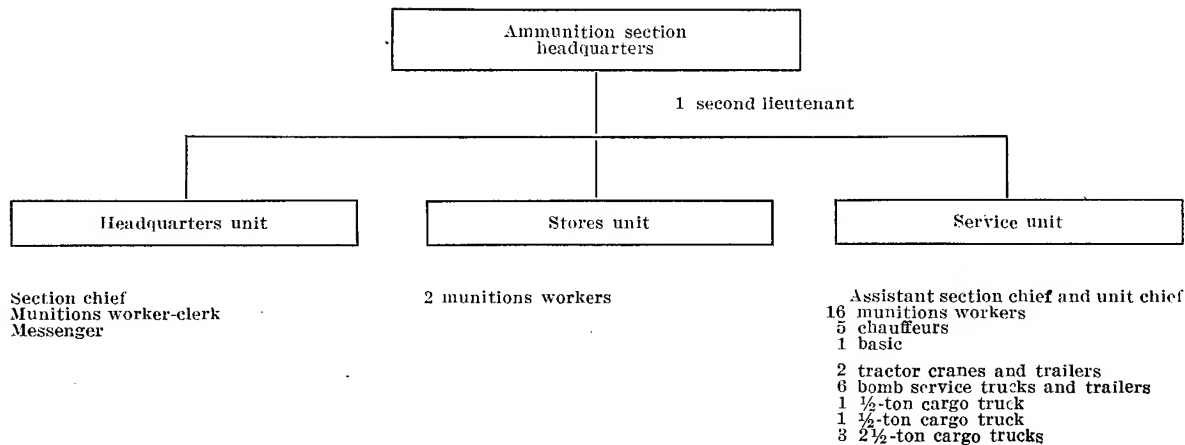 Ammunition section
headquarters
1 second lieutenant
Headquarters unit
Stores unit
Service unit
Section chief
Munitions worker-clerk
Messenger
2 munitions workers
Assistant section chief and unit chief
16 munitions workers
5 chauffeurs
1 basic
2 tractor cranes and trailers
6 bomb service trucks and trailers
1 ½-ton cargo truck
1 ½-ton cargo truck
3 2½-ton cargo trucks